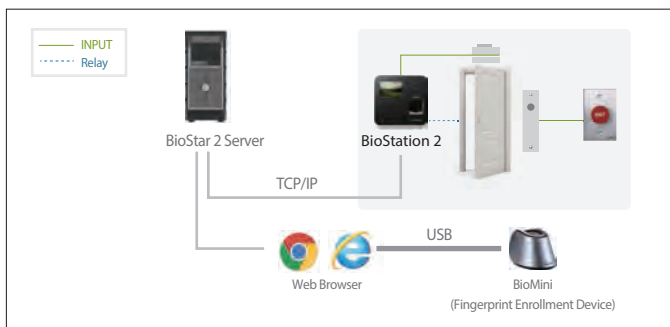 INPUT
Relay
BioStar 2 Server
BioStation 2
TCP/IP
USB
Web Browser
BioMini
(Fingerprint Enrollment Device)